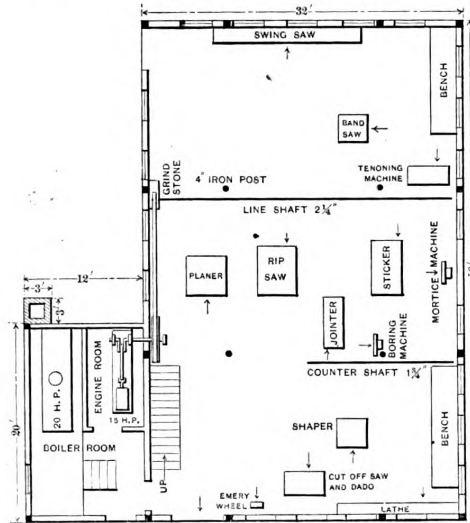 32'
SWING SAW
BENCH
BAND
SAW
TENONING
MACHINE
GRIND
STONE
4" IRON POST
LINE SHAFT 2¼"
12'
3'
3'
PLANER
RIP
SAW
STICKER
MORTICE MACHINE
JOINTER
BORING
MACHINE
COUNTER SHAFT 1¾"
20'
20 H.P.
ENGINE ROOM
15 H.P.
BOILER ROOM
UP
SHAPER
BENCH
EMERY
WHEEL
CUT OFF SAW
AND DADO
LATHE